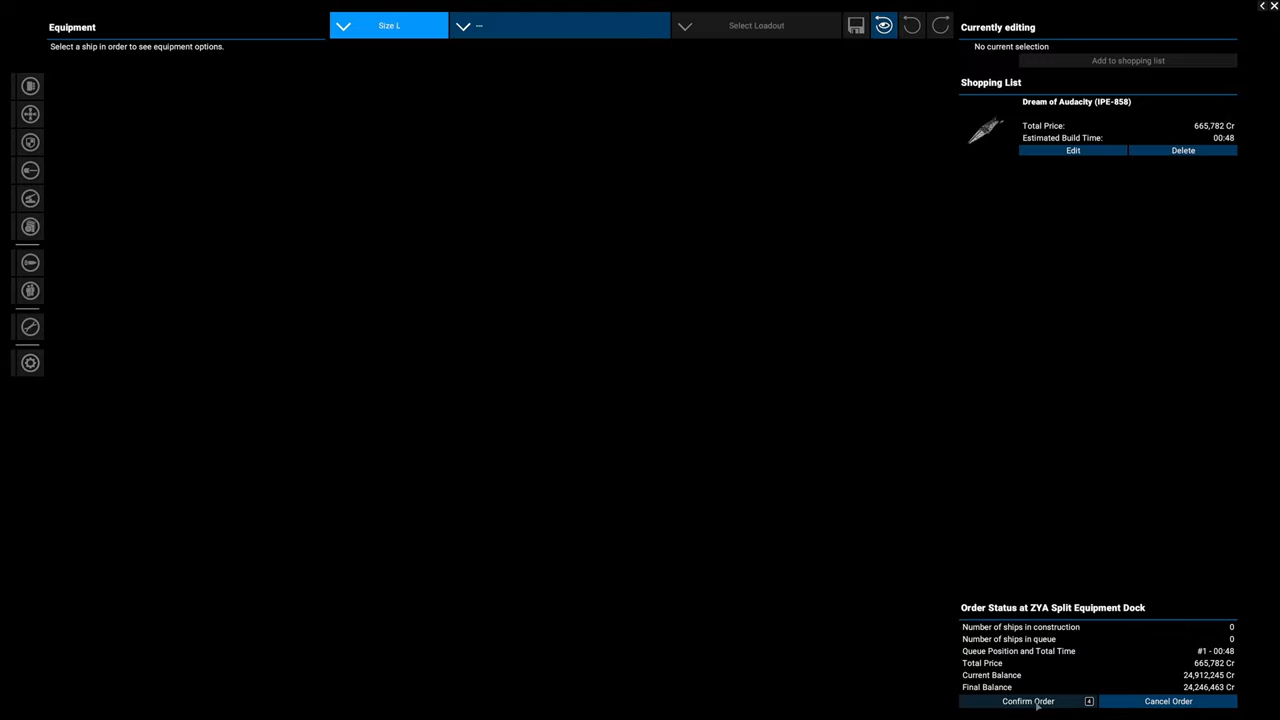 Equipment
Select a ship in order to see equipment options.
Size L
—
Select Loadout
Currently editing
No current selection
Add to shopping list
Shopping List
Dream of Audacity (IPE-858)
Total Price: 665,782 Cr
Estimated Build Time: 00:48
Edit Delete
Order Status at ZYA Split Equipment Dock
Number of ships in construction 0
Number of ships in queue 0
Queue Position and Total Time #1 - 00:48
Total Price 665,782 Cr
Current Balance 24,912,245 Cr
Final Balance 24,246,463 Cr
Confirm Order 4 Cancel Order